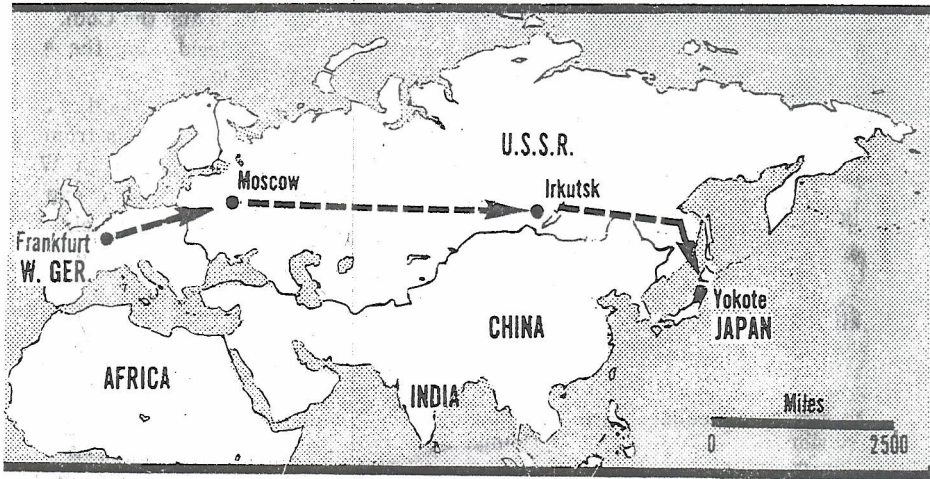 U.S.S.R.
Moscow
Irkutsk
Frankfurt
W. GER.
Yokote
JAPAN
CHINA
AFRICA
INDIA
Miles
0 2500